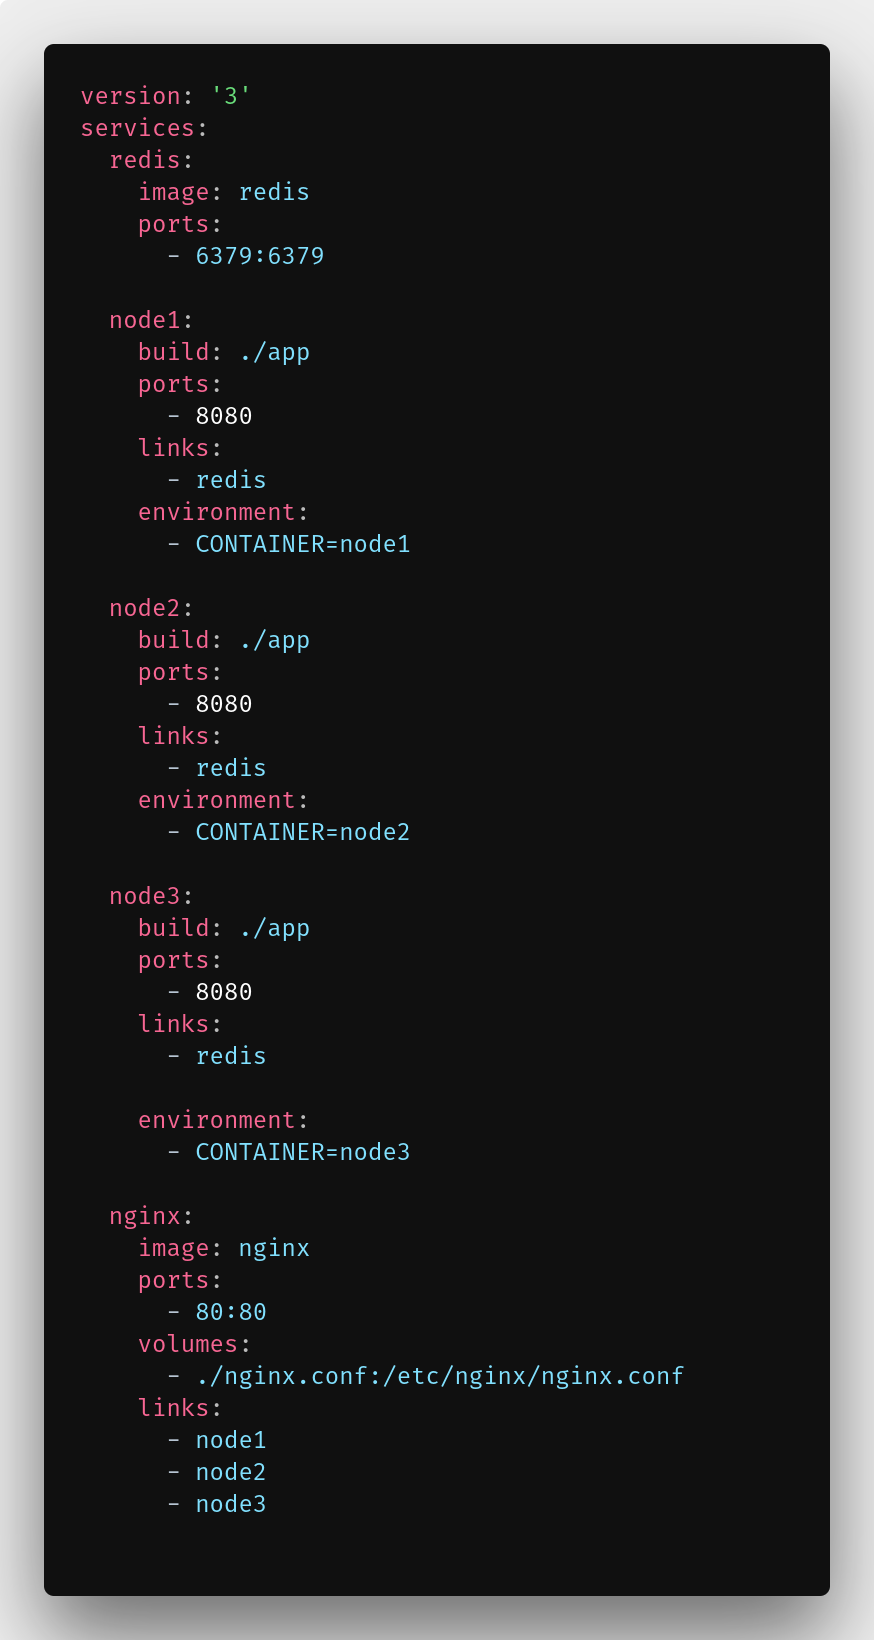 version: '3'
services:
  redis:
    image: redis
    ports:
      - 6379:6379

  node1:
    build: ./app
    ports:
      - 8080
    links:
      - redis
    environment:
      - CONTAINER=node1

  node2:
    build: ./app
    ports:
      - 8080
    links:
      - redis
    environment:
      - CONTAINER=node2

  node3:
    build: ./app
    ports:
      - 8080
    links:
      - redis

    environment:
      - CONTAINER=node3

  nginx:
    image: nginx
    ports:
      - 80:80
    volumes:
      - ./nginx.conf:/etc/nginx/nginx.conf
    links:
      - node1
      - node2
      - node3